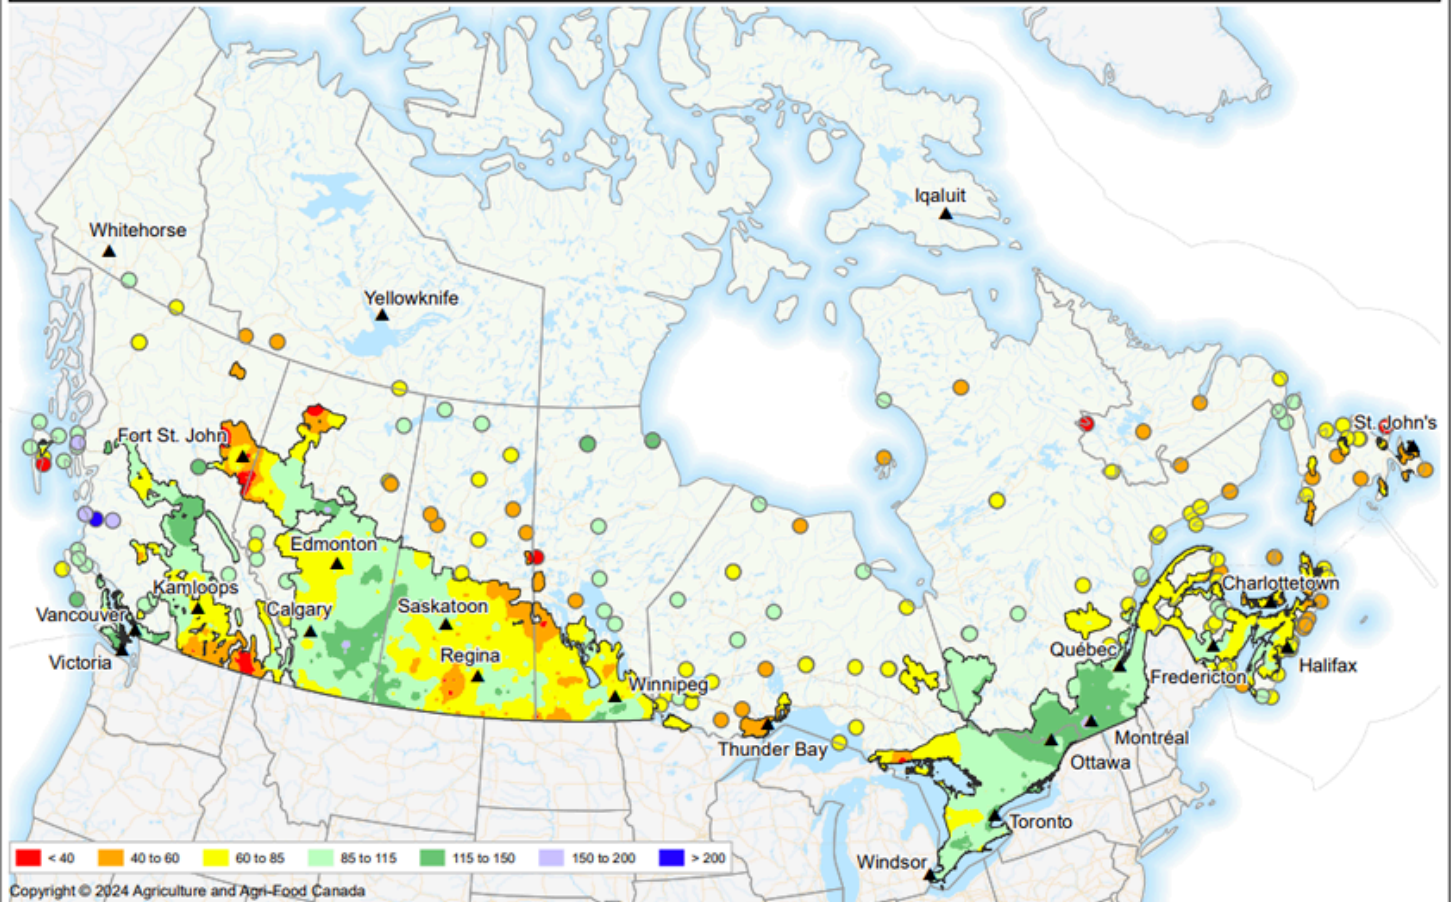 Iqaluit
Whitehorse
Yellowknife
St. John's
Fort St. John
Edmonton
Charlottetown
Kamloops
Calgary
Saskatoon
Vancouver
Québec
Regina
Victoria
Halifax
Fredericton
Winnipeg
Montréal
Thunder Bay
Ottawa
Toronto
Windsor
< 40 40 to 60 60 to 85 85 to 115 115 to 150 150 to 200 > 200
Copyright © 2024 Agriculture and Agri-Food Canada